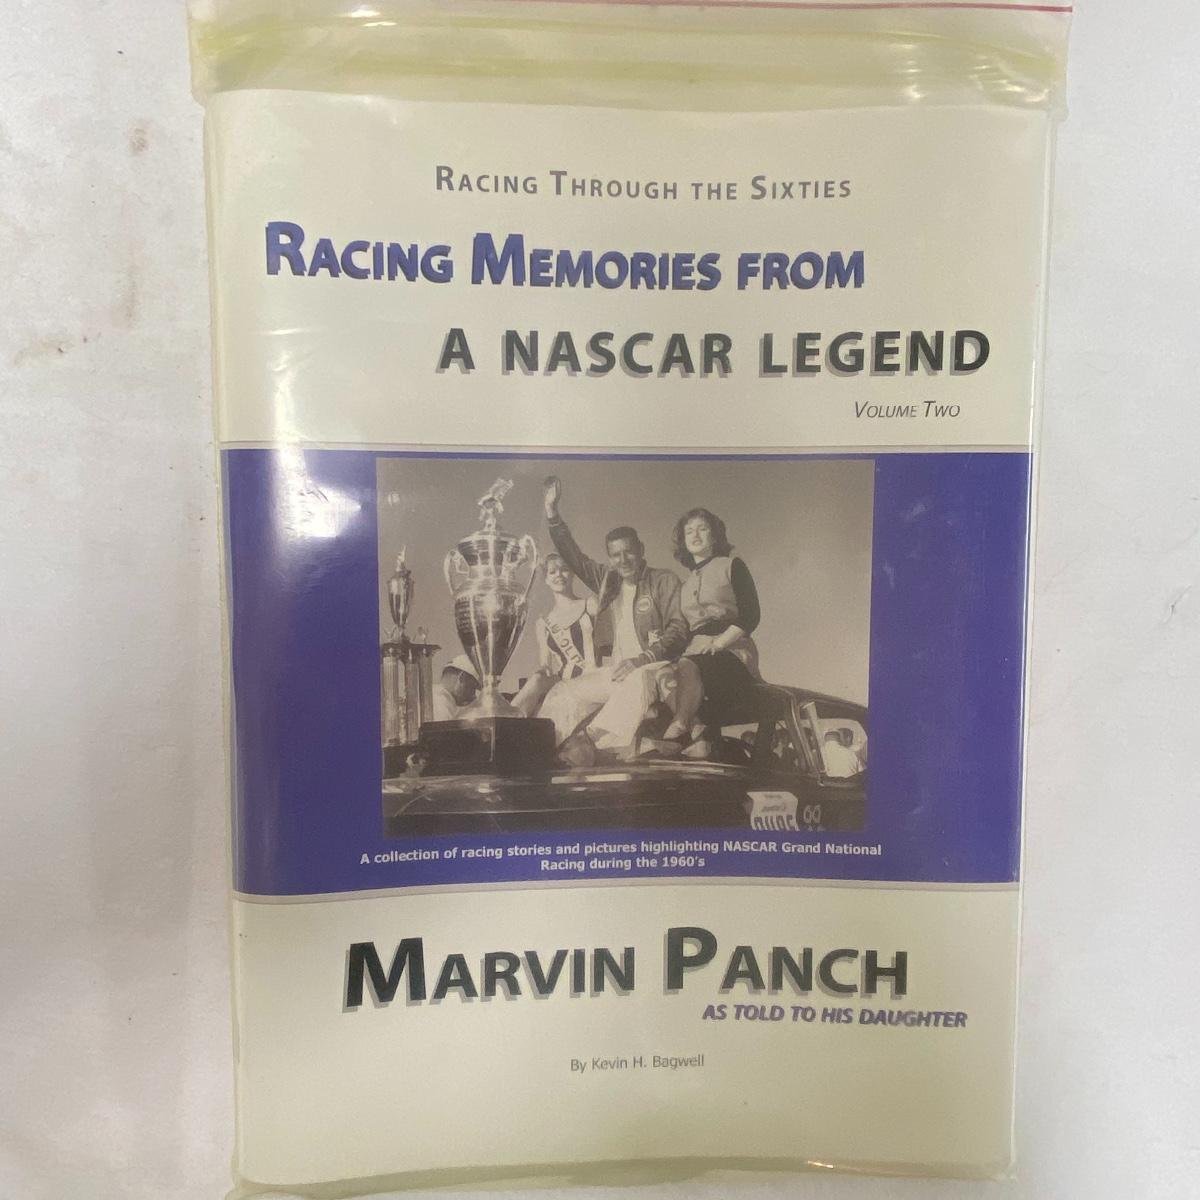 RACING THROUGH THE SIXTIES
RACING MEMORIES FROM
A NASCAR LEGEND
VOLUME TWO
A collection of racing stories and pictures highlighting NASCAR Grand National
Racing during the 1960's
MARVIN PANCH
AS TOLD TO HIS DAUGHTER
By Kevin H. Bagwell